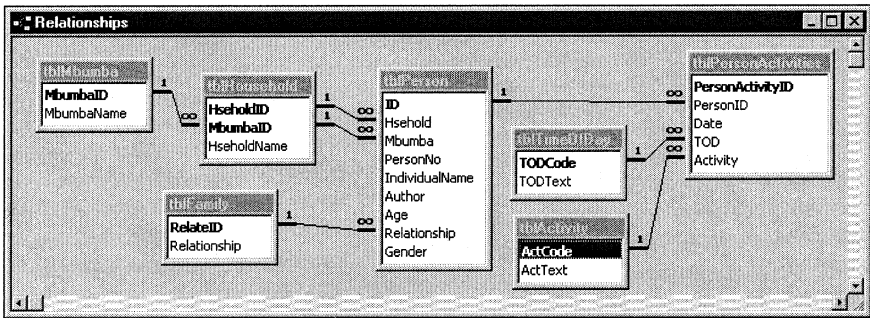 Relationships
tblMbumba
MbumbaID
MbumbaName
tblHousehold
HseholdID
MbumbaID
HseholdName
tblFamily
RelateID
Relationship
tblPerson
ID
Hsehold
Mbumba
PersonNo
IndividualName
Author
Age
Relationship
Gender
tblTimeOfDay
TODCode
TODText
tblActivity
ActCode
ActText
tblPersonActivities
PersonActivityID
PersonID
Date
TOD
Activity
1
∞
1
∞
1
∞
1
∞
1
∞
1
∞
1